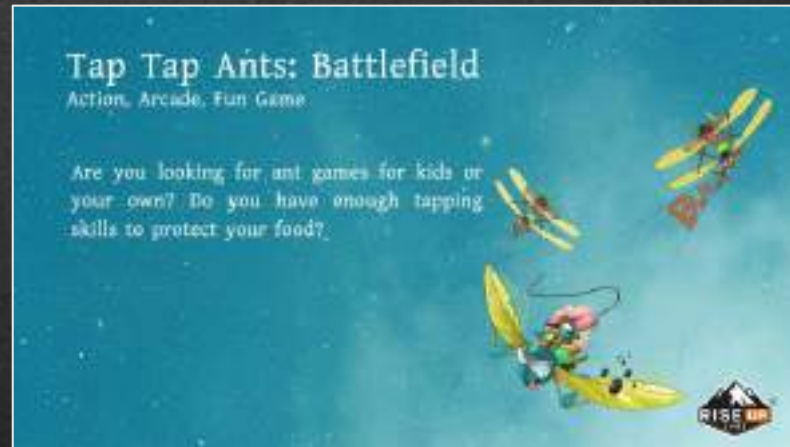 Tap Tap Ants: Battlefield
Action, Arcade, Fun Game
Are you looking for ant games for kids or
your own? Do you have enough tapping
skills to protect your food?
RISE UP